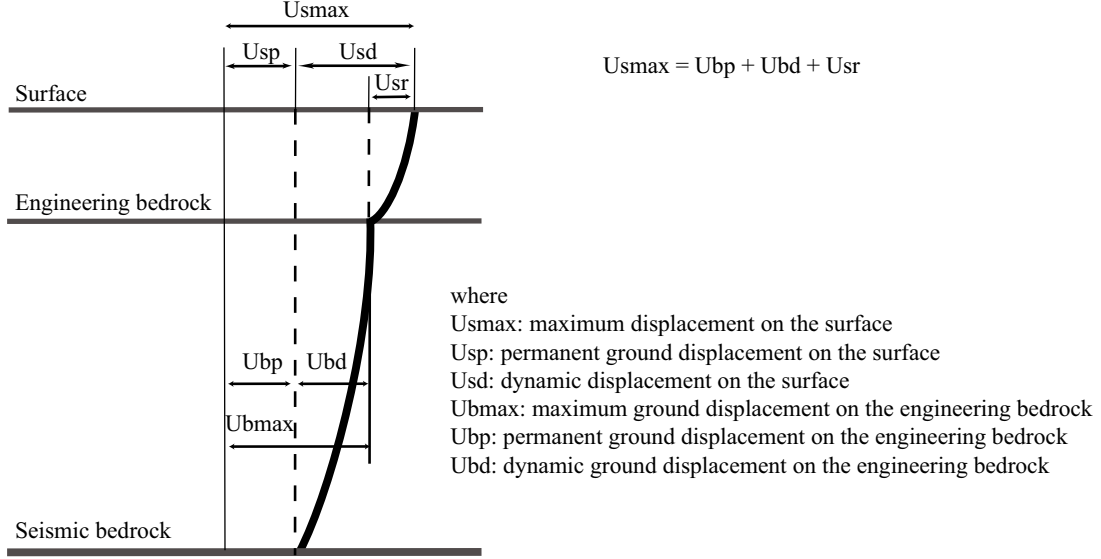 Usmax
Usp
Usd
Usmax = Ubp + Ubd + Usr
Usr
Surface
Engineering bedrock
where
Usmax: maximum displacement on the surface
Usp: permanent ground displacement on the surface
Usd: dynamic displacement on the surface
Ubp
Ubd
Ubmax: maximum ground displacement on the engineering bedrock
Ubmax
Ubp: permanent ground displacement on the engineering bedrock
Ubd: dynamic ground displacement on the engineering bedrock
Seismic bedrock